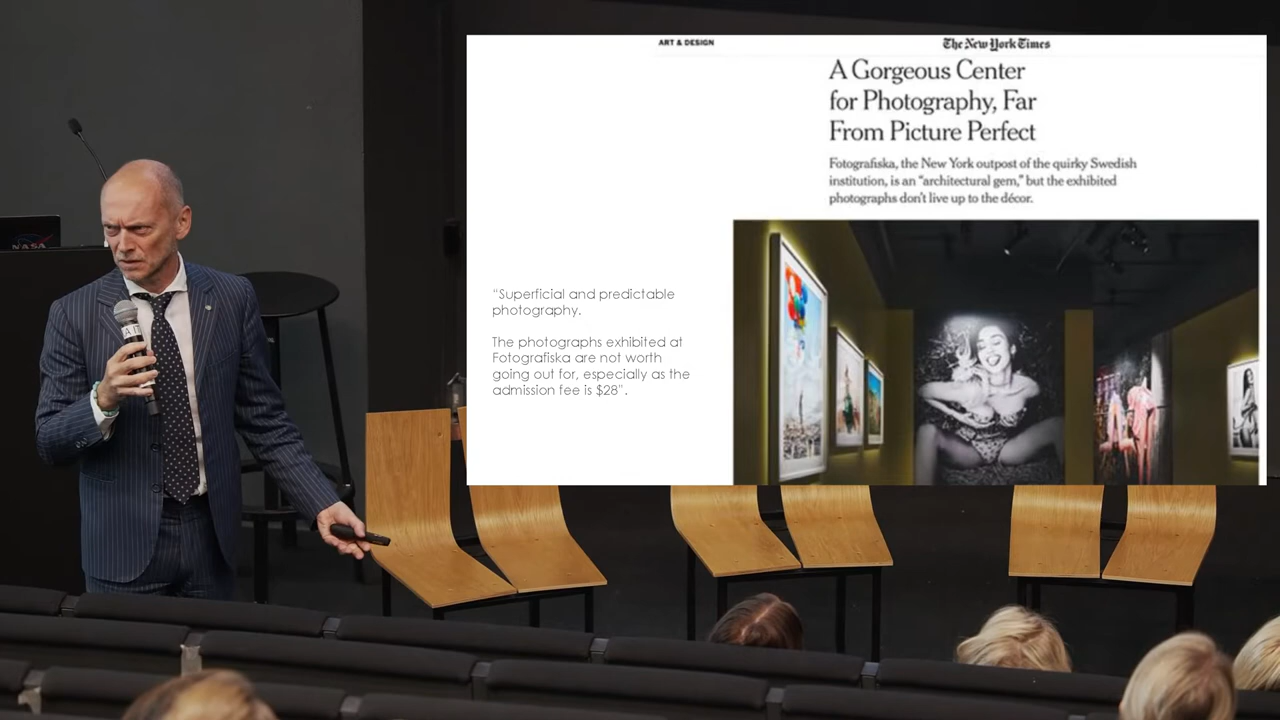 ART & DESIGN
The New York Times
A Gorgeous Center
for Photography, Far
From Picture Perfect
Fotografiska, the New York outpost of the quirky Swedish
institution, is an “architectural gem,” but the exhibited
photographs don’t live up to the décor.
“Superficial and predictable
photography.
The photographs exhibited at
Fotografiska are not worth
going out for, especially as the
admission fee is $28”.
NASA